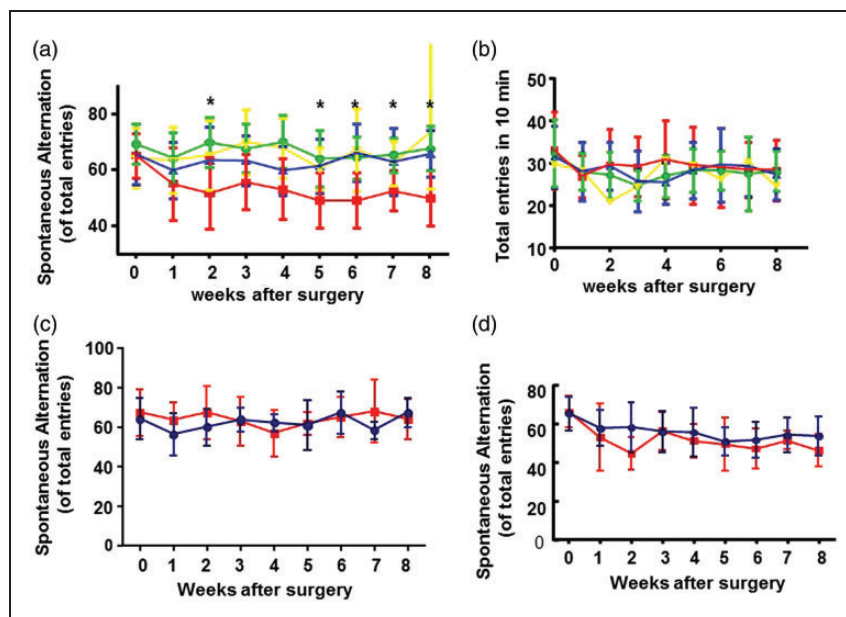 (a)
Spontaneous Alternation
(of total entries)
80
60
40
* * * * *
0 1 2 3 4 5 6 7 8
weeks after surgery
(b)
Total entries in 10 min
50
40
30
20
10
0 2 4 6 8
weeks after surgery
(c)
Spontaneous Alternation
(of total entries)
100
80
60
40
20
0
0 1 2 3 4 5 6 7 8
Weeks after surgery
(d)
Spontaneous Alternation
(of total entries)
80
60
40
20
0
0 1 2 3 4 5 6 7 8
Weeks after surgery